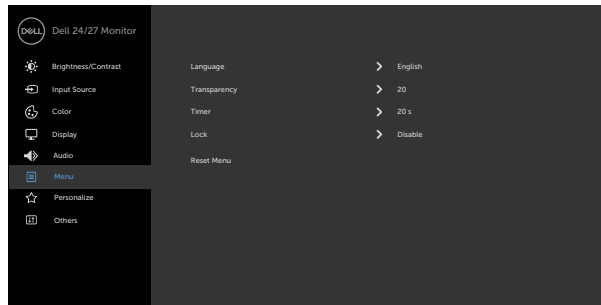 DELL Dell 24/27 Monitor
Brightness/Contrast
Input Source
Color
Display
Audio
Menu
Personalize
Others
Language > English
Transparency > 20
Timer > 20 s
Lock > Disable
Reset Menu